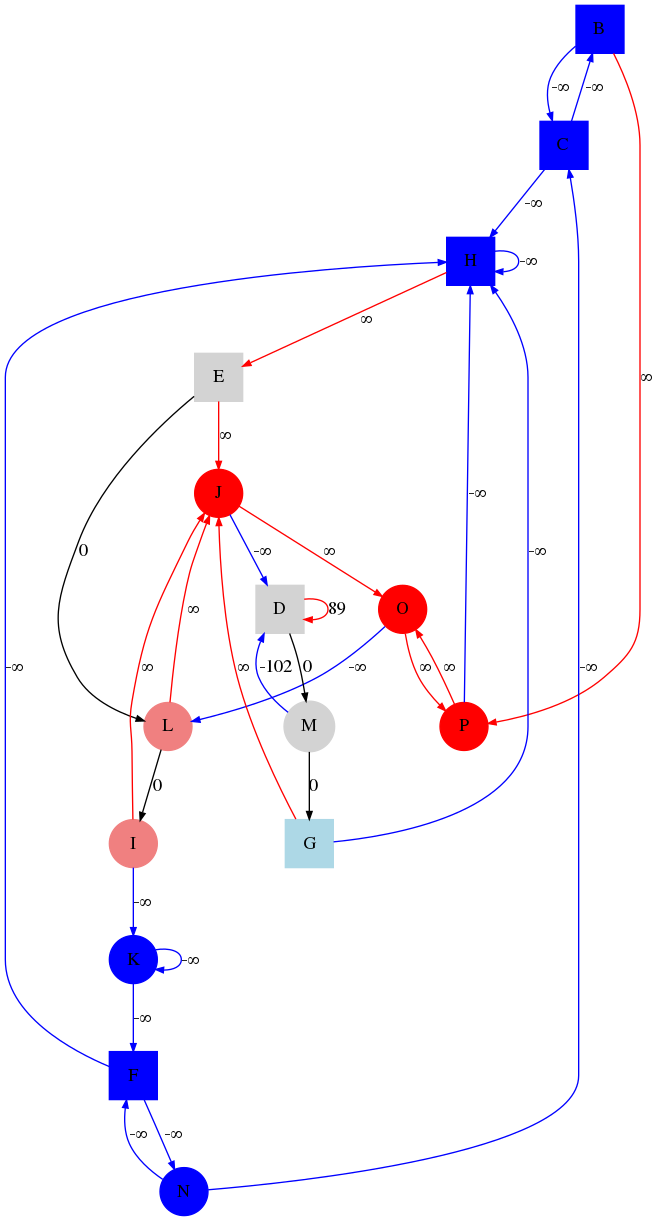 B
-∞ -∞
C
-∞
H -∞
∞
E ∞
∞
J
-∞ ∞ -∞
0 -∞
D 89 O
∞
-∞ ∞ ∞ -102 0 -∞ ∞ ∞ -∞
L M P
0 0
I G
-∞
K -∞
-∞
F
-∞ -∞
N